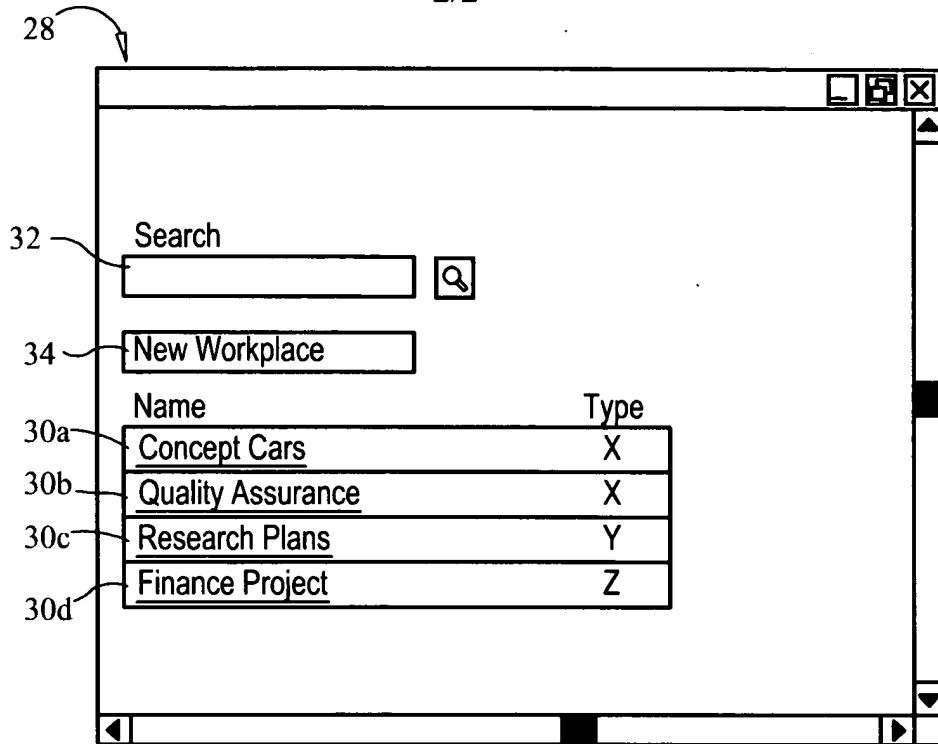 28
Search
32
34 New Workplace
Name Type
30a Concept Cars X
30b Quality Assurance X
30c Research Plans Y
30d Finance Project Z